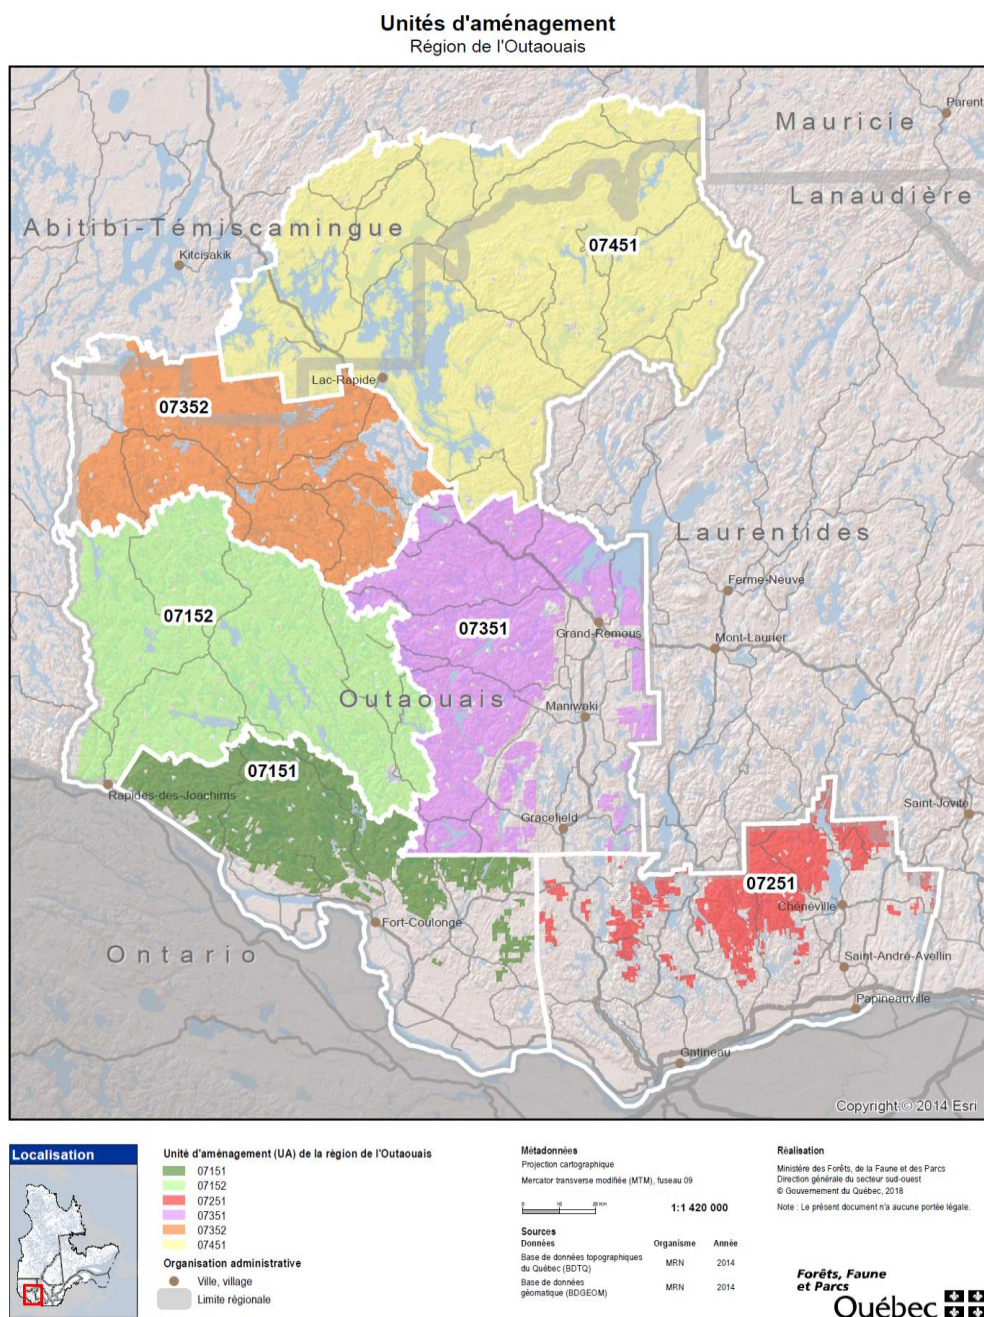 Unités d'aménagement
Région de l'Outaouais
Parent
Mauricie
Lanaudière
Abitibi-Témiscamingue
Kitcisakik
07451
Lac-Rapide
07352
Laurentides
Ferme-Neuve
07152
07351
Grand-Remous
Mont-Laurier
Outaouais
Maniwaki
07151
Rapides-des-Joachims
Saint-Jovite
Gracefield
07251
Chénéville
Fort-Coulonge
Ontario
Saint-André-Avellin
Papineauville
Gatineau
Copyright:© 2014 Esri
Localisation
Unité d'aménagement (UA) de la région de l'Outaouais
07151
07152
07251
07351
07352
07451
Organisation administrative
Ville, village
Limite régionale
Métadonnées
Projection cartographique
Mercator transverse modifiée (MTM), fuseau 09
0 10 20 Km
1:1 420 000
Sources
Données Organisme Année
Base de données topographiques
du Québec (BDTQ) MRN 2014
Base de données
géomatique (BDGEOM) MRN 2014
Réalisation
Ministère des Forêts, de la Faune et des Parcs
Direction générale du secteur sud-ouest
© Gouvernement du Québec, 2018
Note : Le présent document n'a aucune portée légale.
Forêts, Faune
et Parcs
Québec